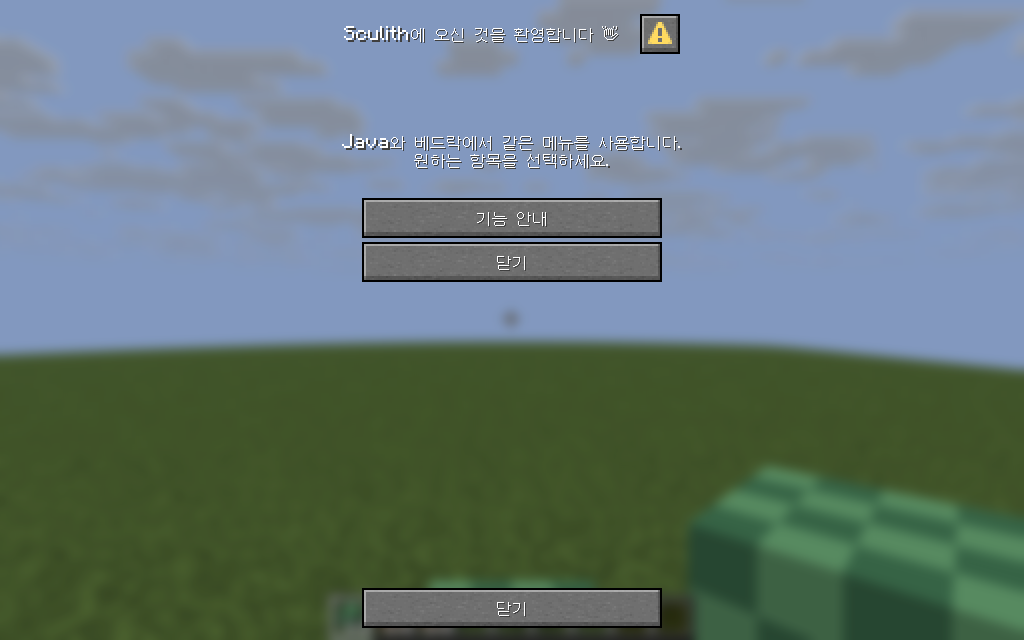 Sculith에 오신 것을 환영합니다 👋
Java와 베드락에서 같은 메뉴를 사용합니다.
원하는 항목을 선택하세요.
기능 안내
닫기
닫기